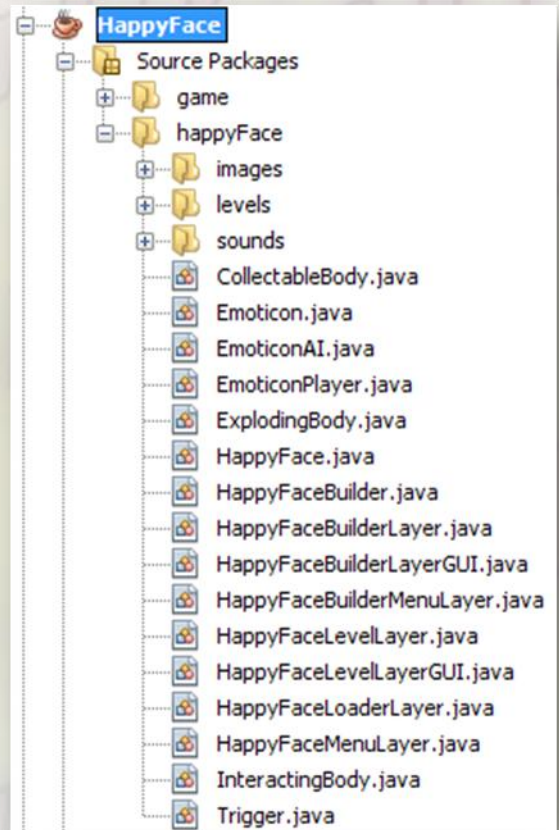 HappyFace
Source Packages
game
happyFace
images
levels
sounds
CollectableBody.java
Emoticon.java
EmoticonAI.java
EmoticonPlayer.java
ExplodingBody.java
HappyFace.java
HappyFaceBuilder.java
HappyFaceBuilderLayer.java
HappyFaceBuilderLayerGUI.java
HappyFaceBuilderMenuLayer.java
HappyFaceLevelLayer.java
HappyFaceLevelLayerGUI.java
HappyFaceLoaderLayer.java
HappyFaceMenuLayer.java
InteractingBody.java
Trigger.java